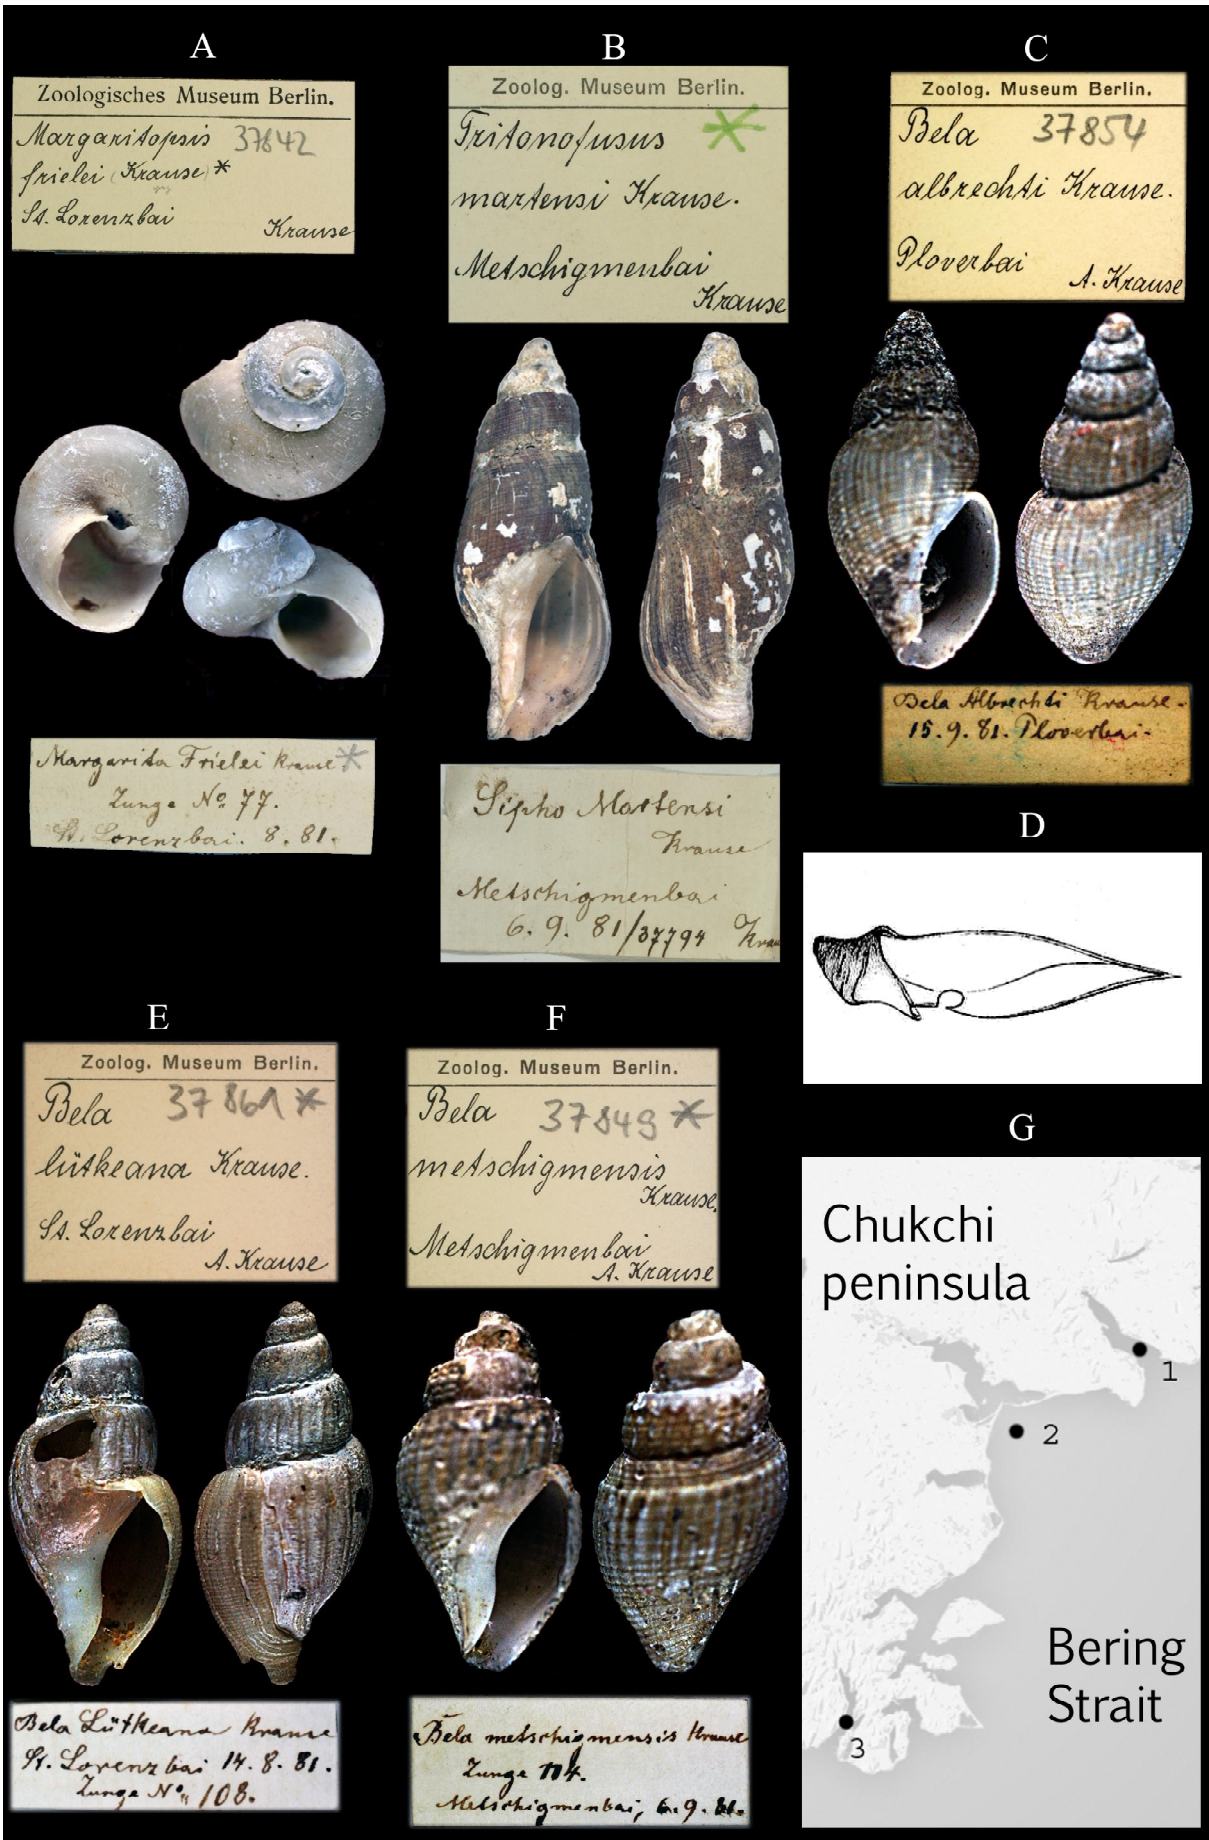 A
Zoologisches Museum Berlin.
Margaritopsis 37842
frielei (Krause) *
St. Lorenzbai
Krause
Margarita Frielei Krause *
Zunge No 77.
St. Lorenzbai. 8. 81.
B
Zoolog. Museum Berlin.
Tritonofusus *
martensi Krause.
Metschigmenbai
Krause
Sipho Martensi
Krause
Metschigmenbai
6. 9. 81/37794 Krau
C
Zoolog. Museum Berlin.
Bela 37854
albrechti Krause.
Ploverbai
A. Krause
Bela Albrechti Krause.
15. 9. 81. Ploverbai.
D
E
Zoolog. Museum Berlin.
Bela 37861 *
lütkeana Krause.
St. Lorenzbai
A. Krause
Bela Lütkeana Krause
St. Lorenzbai 14. 8. 81.
Zunge No 108.
F
Zoolog. Museum Berlin.
Bela 37849 *
metschigmensis
Krause.
Metschigmenbai
A. Krause
Bela metschigmensis Krause
Zunge 114.
Metschigmenbai, 6. 9. 81.
G
Chukchi
peninsula
1
2
Bering
Strait
3